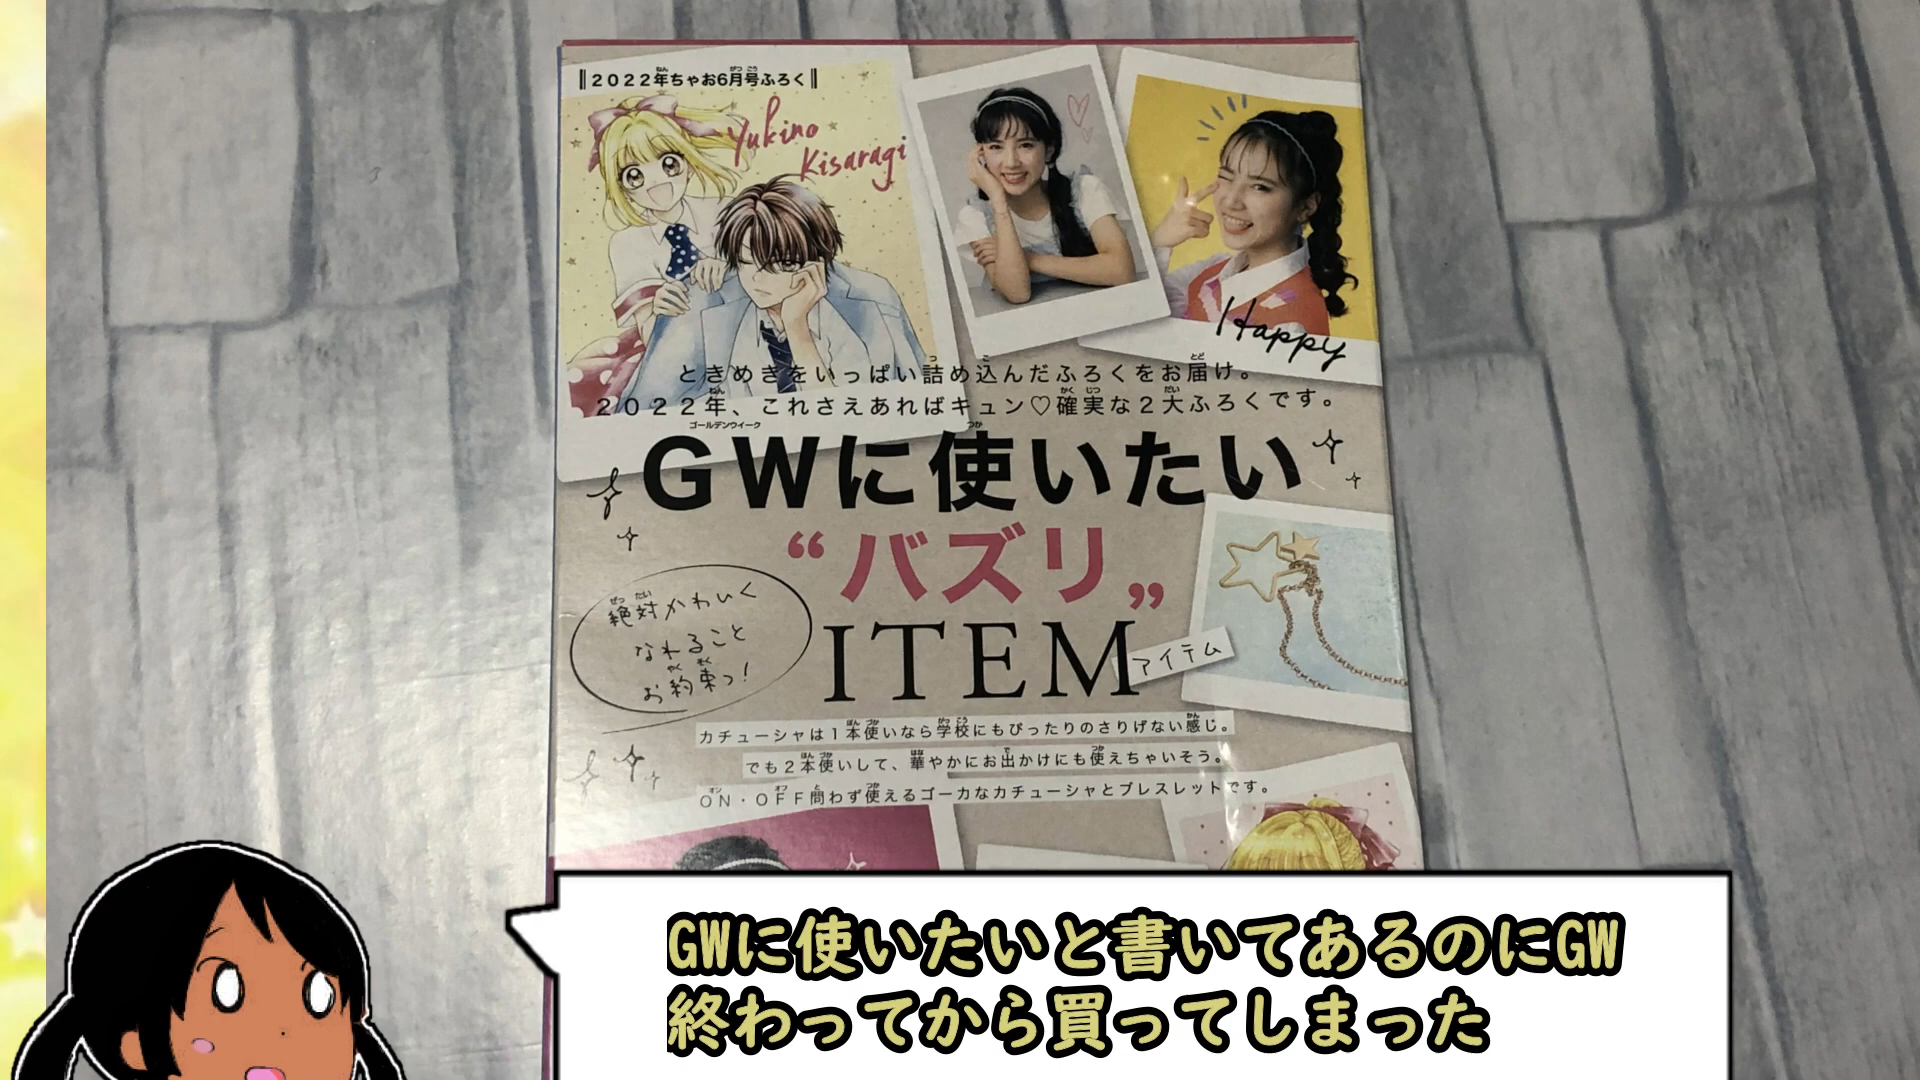 ‖2022年ちゃお6月号ふろく‖
Yukino
Kisaragi
Happy
ときめきをいっぱい詰め込んだふろくをお届け。
2022年、これさえあればキュン♡確実な2大ふろくです。
ゴールデンウイーク
GWに使いたい
“バズリ„
ITEM
アイテム
絶対かわいく
なれること
お約束っ!
カチューシャは1本使いなら学校にもぴったりのさりげない感じ。
でも2本使いして、華やかにお出かけにも使えちゃいそう。
ON・OFF問わず使えるゴーカなカチューシャとブレスレットです。
GWに使いたいと書いてあるのにGW
終わってから買ってしまった